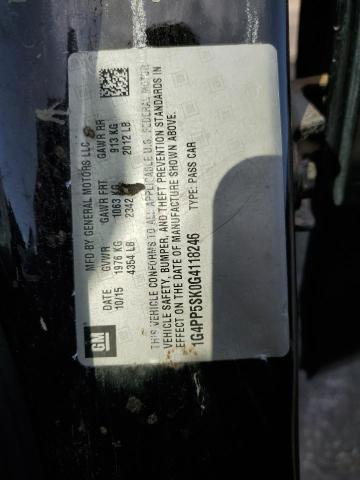 GM
MFD BY GENERAL MOTORS LLC
DATE GVWR GAWR FRT GAWR RR
10/15 1976 KG 1063 KG 913 KG
4354 LB 2342 2012 LB
THIS VEHICLE CONFORMS TO ALL APPLICABLE U.S. FEDERAL MOTOR
VEHICLE SAFETY, BUMPER, AND THEFT PREVENTION STANDARDS IN
EFFECT ON THE DATE OF MANUFACTURE SHOWN ABOVE.
1G4PP5SK0G4118246 TYPE: PASS CAR